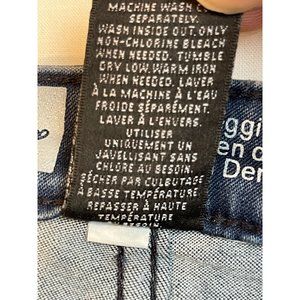 MACHINE WASH
SEPARATELY.
WASH INSIDE OUT. ONLY
NON-CHLORINE BLEACH
WHEN NEEDED. TUMBLE
DRY LOW. WARM IRON
WHEN NEEDED. LAVER
À LA MACHINE À L'EAU
FROIDE SÉPARÉMENT.
LAVER À L'ENVERS.
UTILISER
UNIQUEMENT UN
JAVELLISANT SANS
CHLORE AU BESOIN.
SÉCHER PAR CULBUTAGE
À BASSE TEMPÉRATURE
REPASSER À HAUTE
TEMPÉRATURE
BESOIN.